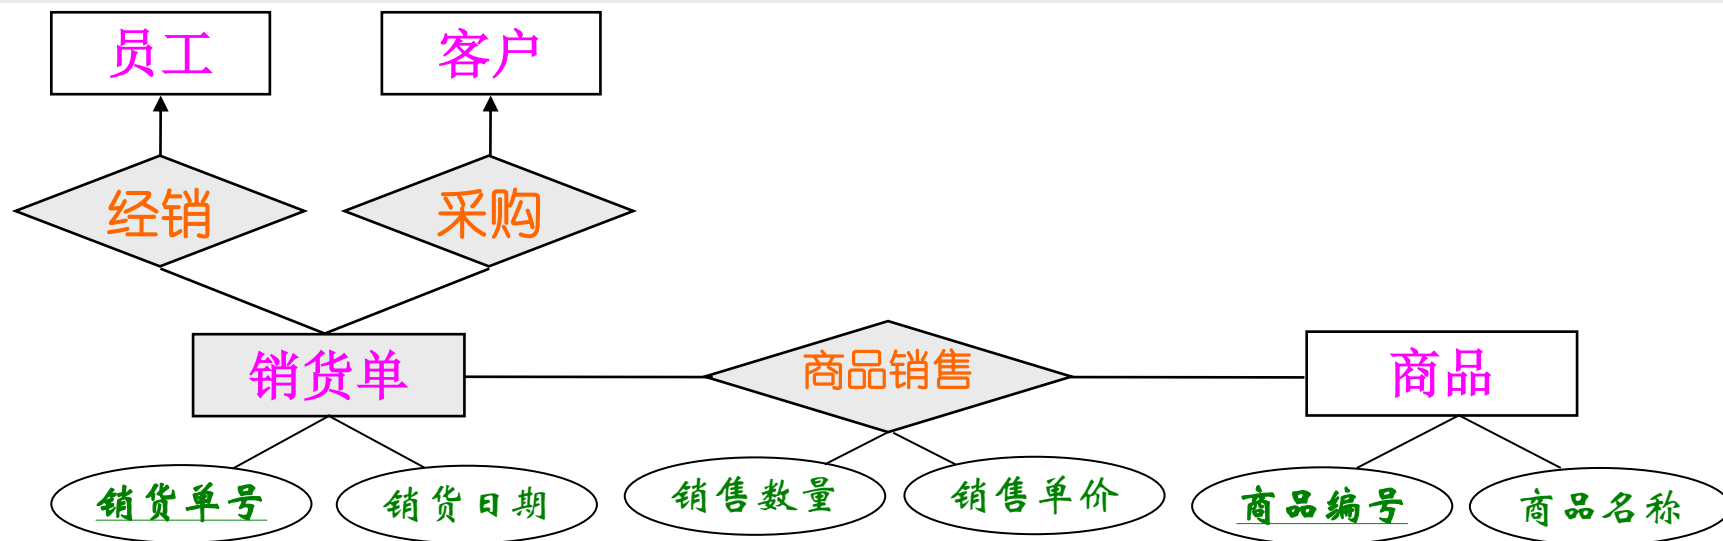 员工
客户
经销
采购
销货单
商品销售
商品
销货单号
销货日期
销售数量
销售单价
商品编号
商品名称